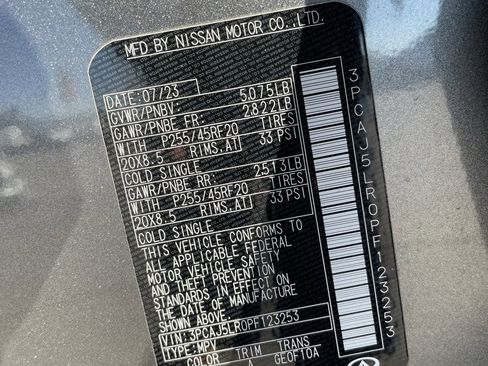 MFD BY NISSAN MOTOR CO.,LTD.
DATE: 07/23
GVWR/PNBV: 5075LB
GAWR/PNBE FR: 2822LB
WITH P255/45RF20 TIRES
20X8.5 RIMS,AT 33 PSI
COLD SINGLE
GAWR/PNBE RR: 2513LB
WITH P255/45RF20 TIRES
20X8.5 RIMS,AT 33 PSI
COLD SINGLE
THIS VEHICLE CONFORMS TO
ALL APPLICABLE FEDERAL
MOTOR VEHICLE SAFETY
AND THEFT PREVENTION
STANDARDS IN EFFECT ON
THE DATE OF MANUFACTURE
SHOWN ABOVE.
VIN:3PCAJ5LR0PF123253
TYPE:MPV
COLOR TRIM TRANS
A GE0F10A
3PCAJ5LR0PF123253